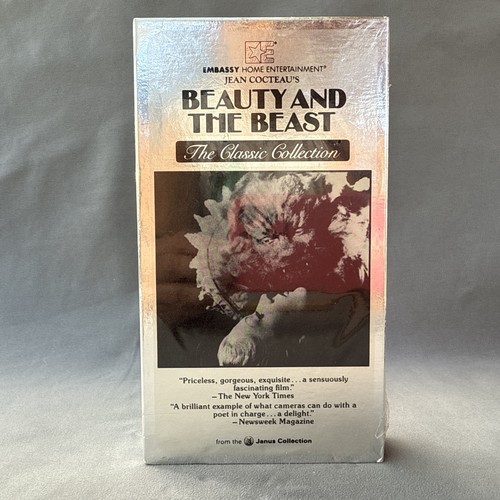 EMBASSY HOME ENTERTAINMENT®
JEAN COCTEAU'S
BEAUTY AND
THE BEAST
The Classic Collection™
"Priceless, gorgeous, exquisite...a sensuously
fascinating film."
—The New York Times
"A brilliant example of what cameras can do with a
poet in charge...a delight."
—Newsweek Magazine
from the Janus Collection